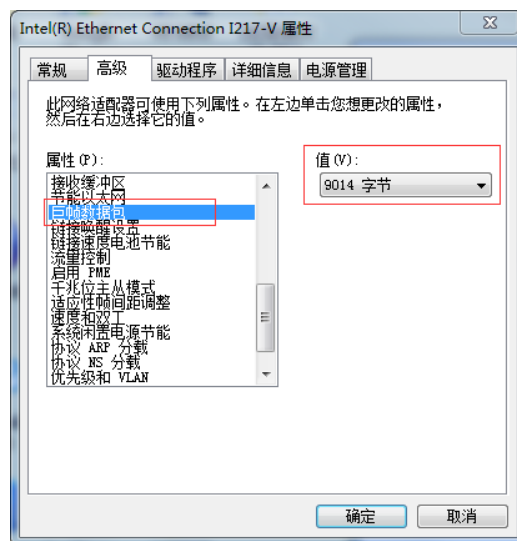 Intel(R) Ethernet Connection I217-V 属性
常规 高级 驱动程序 详细信息 电源管理
此网络适配器可使用下列属性。在左边单击您想更改的属性，
然后在右边选择它的值。
属性(P): 值(V):
接收缓冲区 9014 字节
节能以太网
巨帧数据包
链接唤醒设置
链接速度电池节能
流里控制
启用 PME
千兆位主从模式
适应性帧间距调整
速度和双工
系统闲置电源节能
协议 ARP 分载
协议 NS 分载
优先级和 VLAN
确定 取消